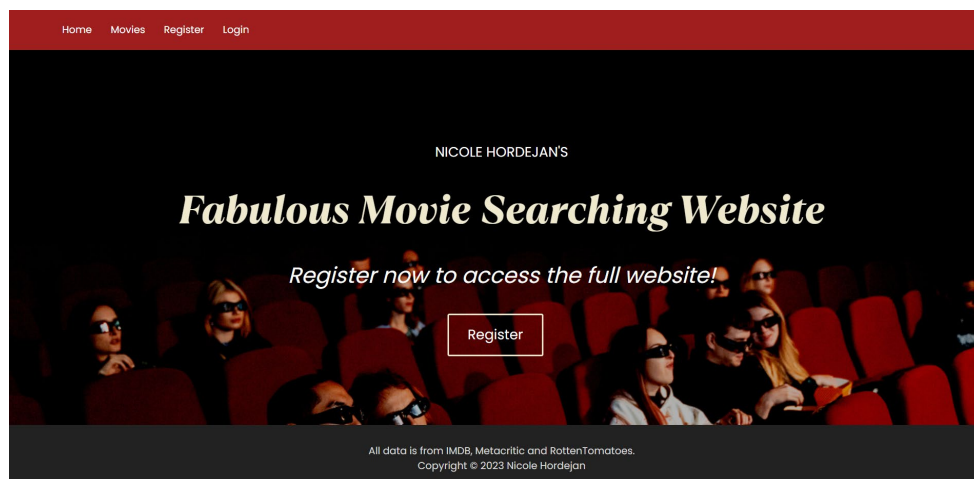 Home Movies Register Login
NICOLE HORDEJAN'S
Fabulous Movie Searching Website
Register now to access the full website!
Register
All data is from IMDB, Metacritic and RottenTomatoes.
Copyright © 2023 Nicole Hordejan